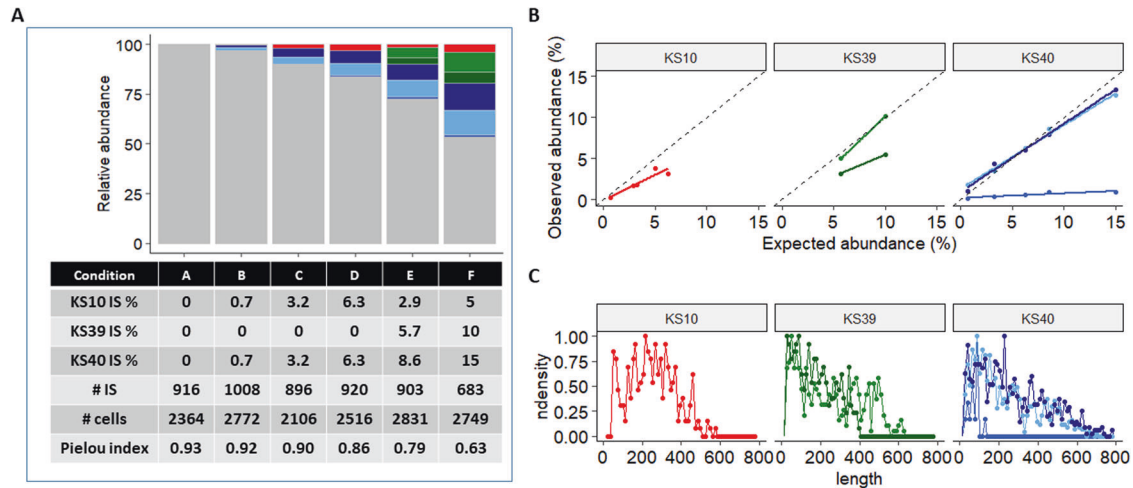 A
100
75
50
25
0
Relative abundance
Condition A B C D E F
KS10 IS % 0 0.7 3.2 6.3 2.9 5
KS39 IS % 0 0 0 0 5.7 10
KS40 IS % 0 0.7 3.2 6.3 8.6 15
# IS 916 1008 896 920 903 683
# cells 2364 2772 2106 2516 2831 2749
Pielou index 0.93 0.92 0.90 0.86 0.79 0.63
B
KS10 KS39 KS40
Observed abundance (%)
15
10
5
0
0 5 10 15 0 5 10 15 0 5 10 15
Expected abundance (%)
C
KS10 KS39 KS40
ndensity
1.00
0.75
0.50
0.25
0.00
0 200 400 600 800 0 200 400 600 800 0 200 400 600 800
length